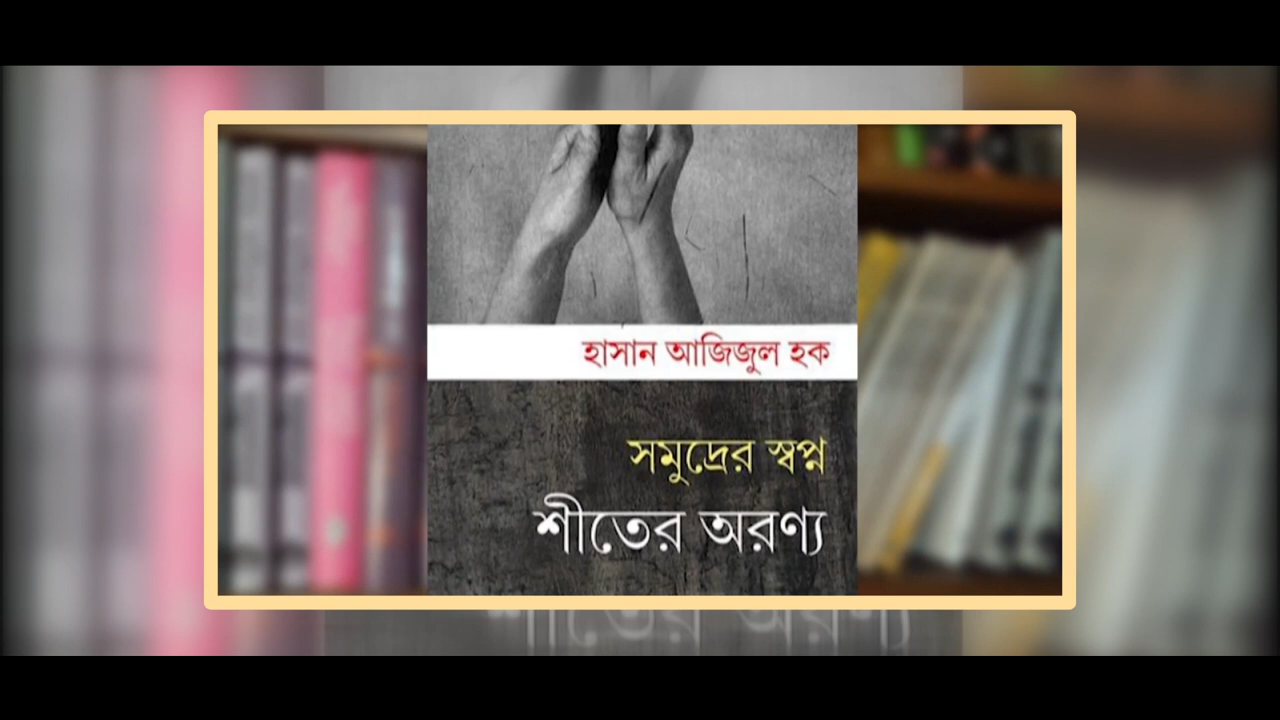 হাসান আজিজুল হক
সমুদ্রের স্বপ্ন
শীতের অরণ্য